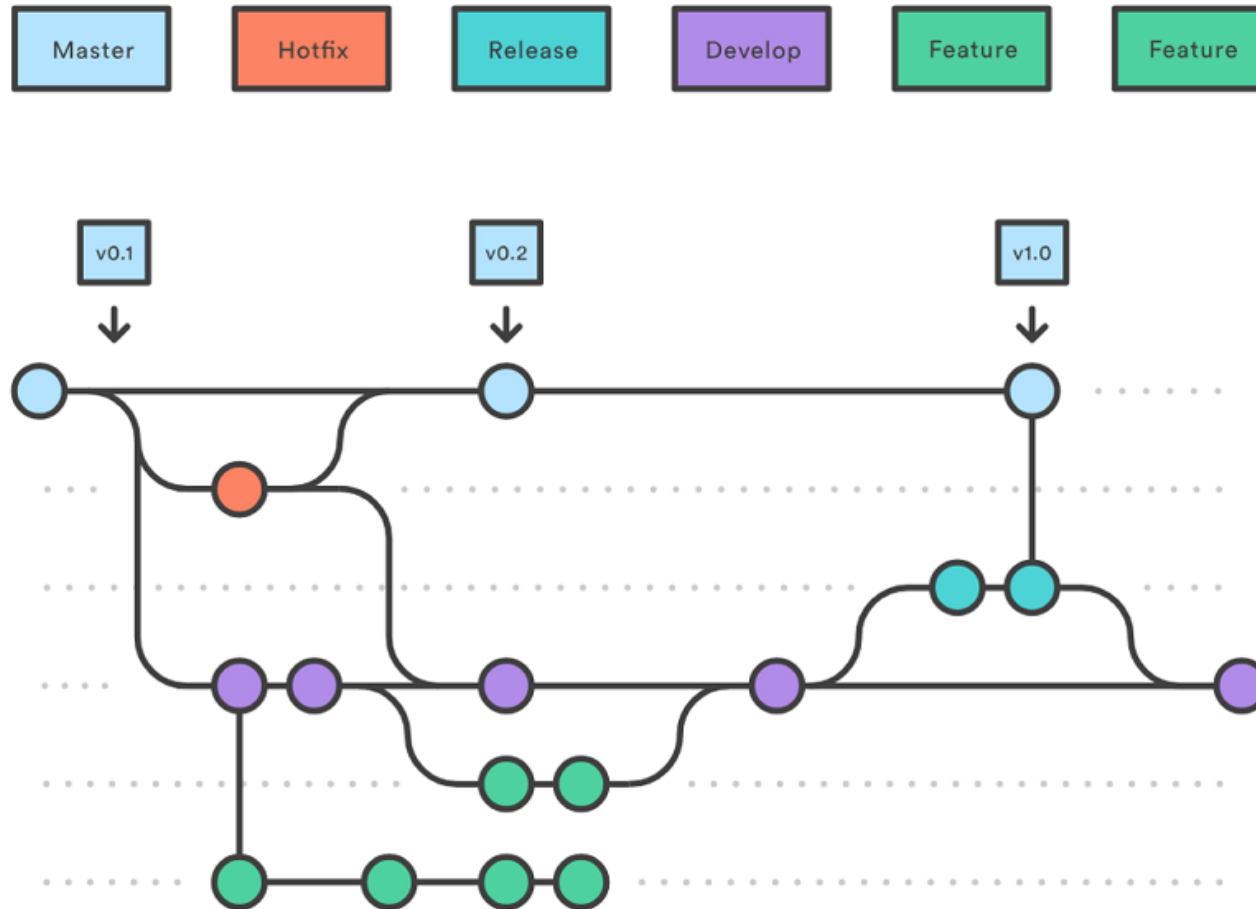 Master
Hotfix
Release
Develop
Feature
Feature
v0.1
v0.2
v1.0